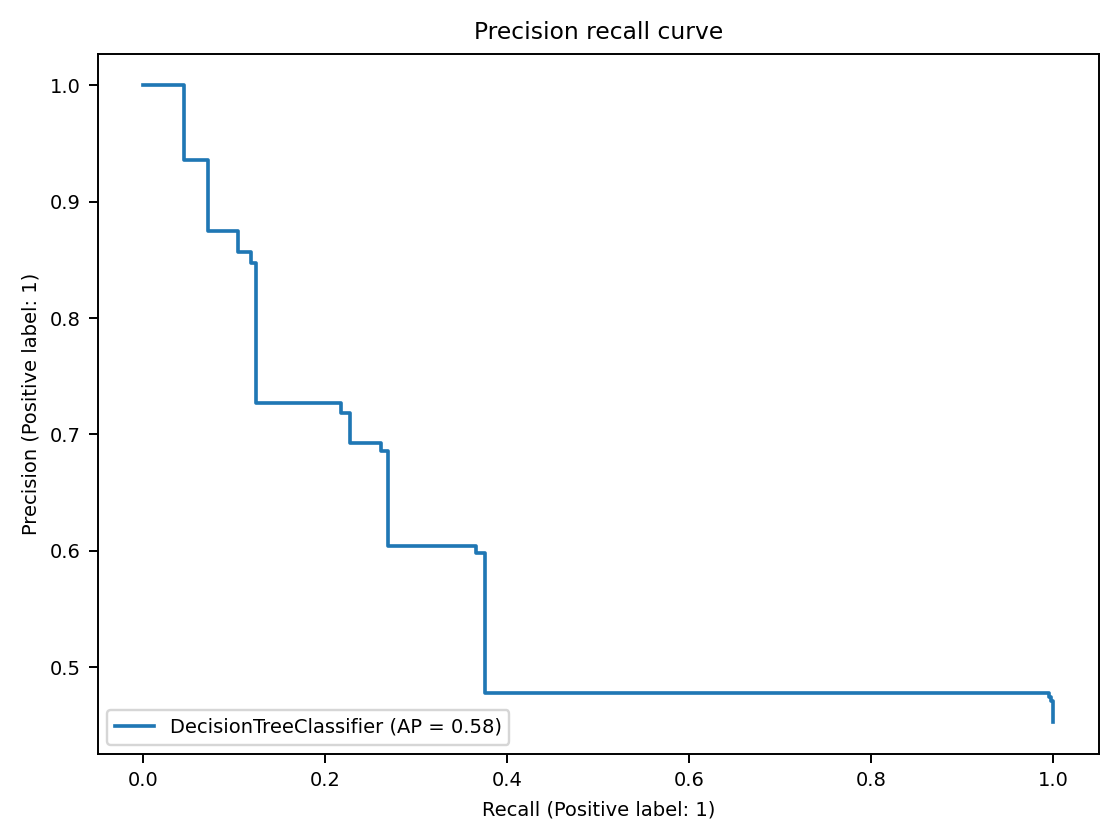 Precision recall curve
1.0
0.9
0.8
0.7
0.6
0.5
Precision (Positive label: 1)
DecisionTreeClassifier (AP = 0.58)
0.0 0.2 0.4 0.6 0.8 1.0
Recall (Positive label: 1)